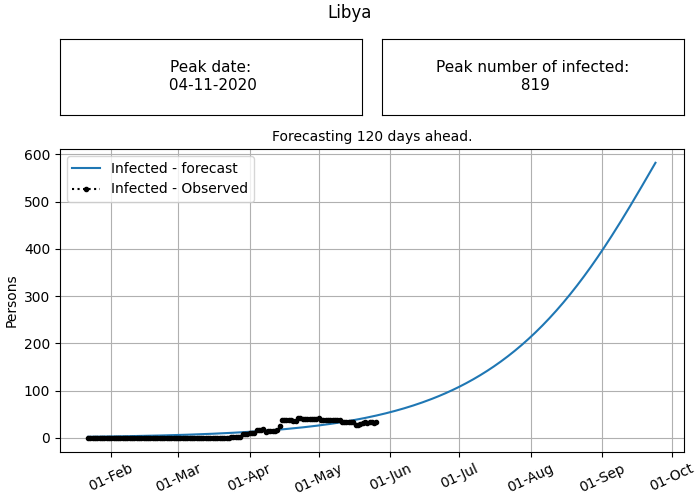 Libya
Peak date:
04-11-2020
Peak number of infected:
819
Forecasting 120 days ahead.
Infected - forecast
Infected - Observed
Persons
600
500
400
300
200
100
0
01-Feb
01-Mar
01-Apr
01-May
01-Jun
01-Jul
01-Aug
01-Sep
01-Oct